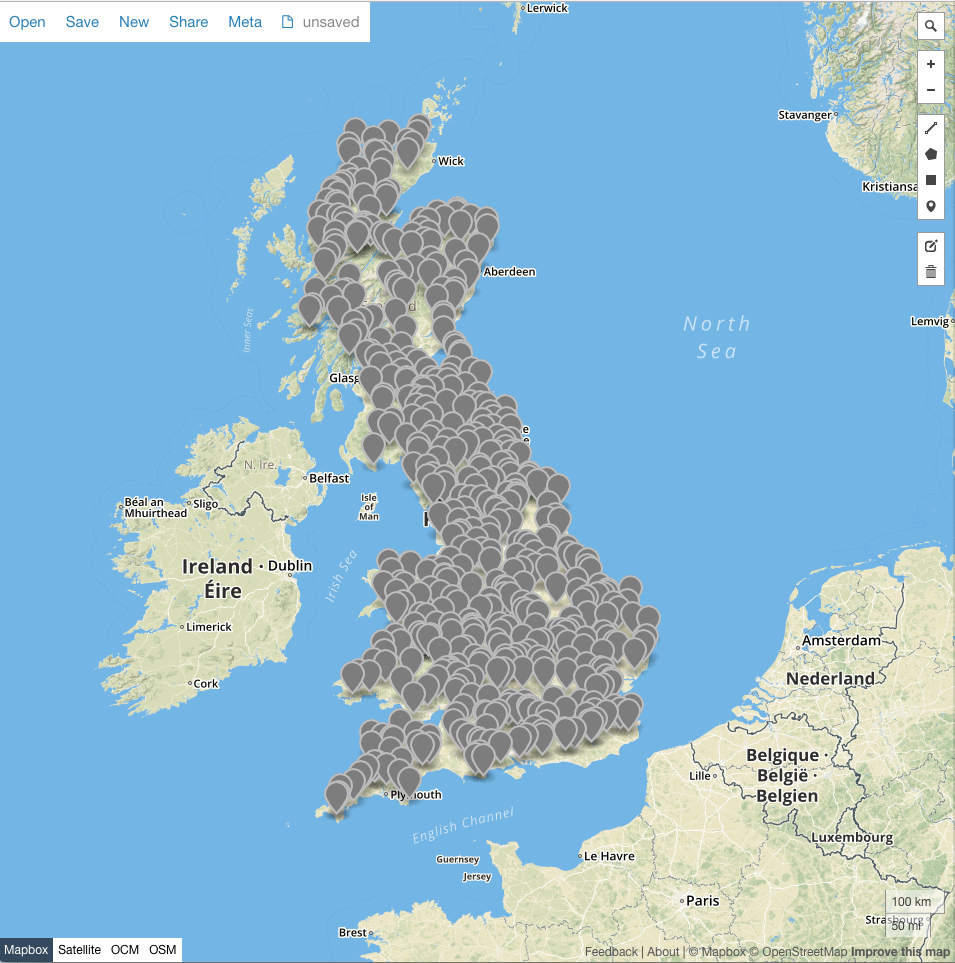 Open Save New Share Meta unsaved
Lerwick
+
Stavanger
−
Wick
Kristiansa
Aberdeen
North
Sea
Inner Seas
Lemvig
Glasg
N. Ire.
Belfast
Béal an
Mhuirthead
Sligo
Isle
of
Man
Ireland
Éire
Dublin
Irish Sea
Limerick
Amsterdam
Nederland
Cork
Belgique ·
België ·
Belgien
Lille
Plymouth
English Channel
Luxembourg
Guernsey
Jersey
Le Havre
Paris
100 km
Strasbourg
50 mi
Brest
Mapbox Satellite OCM OSM
Feedback | About | © Mapbox © OpenStreetMap Improve this map